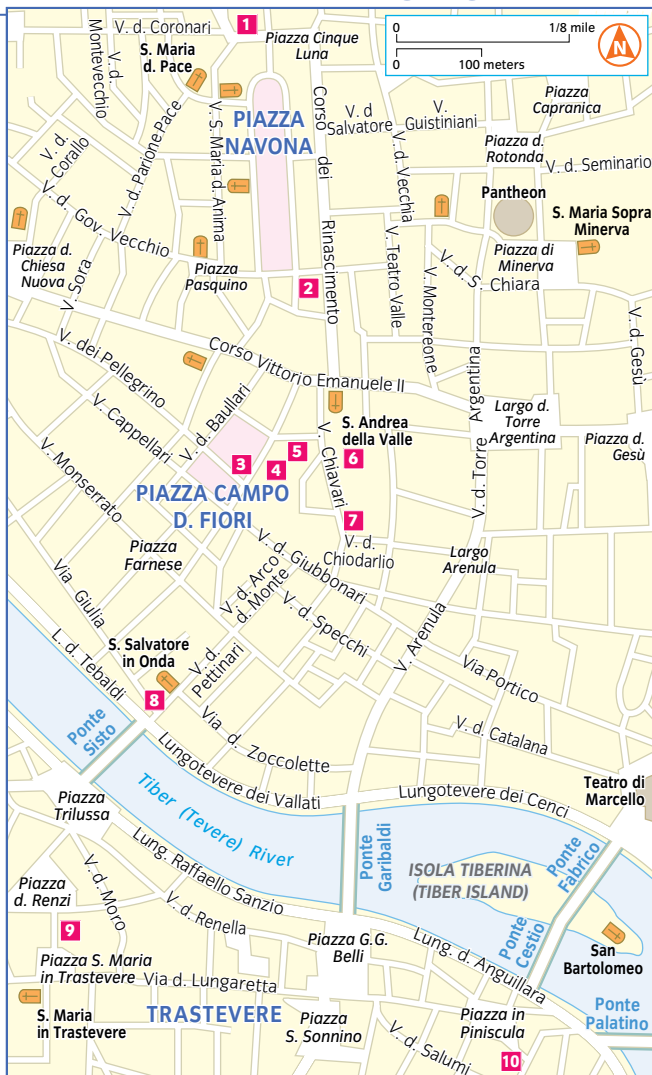 1
V. d. Coronari
Piazza Cinque
Luna
0
1/8 mile
0
100 meters
N
V. d.
Montevecchio
S. Maria
d. Pace
PIAZZA
NAVONA
Corso dei Rinascimento
V. d
Salvatore
V.
Guistiniani
Piazza
Capranica
Piazza d.
Rotonda
V. d. Seminario
V. d.
Corallo
V. d. Parione Pace
V. S. Maria d. Anima
V. d. Vecchia
Pantheon
S. Maria Sopra
Minerva
V. d. Gov. Vecchio
Piazza d.
Chiesa
Nuova
V. Sora
Piazza
Pasquino
2
V. Teatro Valle
V. Montereone
V. d. S.
Chiara
Piazza di
Minerva
V. d. Gesù
V. dei Pellegrino
Corso Vittorio Emanuele II
V. d. Baullari
V. Cappellari
S. Andrea
della Valle
Largo d.
Torre
Argentina
V. d. Torre Argentina
Piazza d.
Gesù
3
4
5
6
V. Chiavari
V. Monserrato
PIAZZA CAMPO
D. FIORI
7
V. d.
Chiodarlio
Piazza
Farnese
V. d. Giubbonari
Largo
Arenula
Via Giulia
V. d. Arco
d. Monte
V. d. Specchi
V. Arenula
Via Portico
S. Salvatore
in Onda
V. d.
Pettinari
L. d. Tebaldi
8
Via d. Zoccolette
V. d. Catalana
Ponte
Sisto
Lungotevere dei Vallati
Lungotevere dei Cenci
Teatro di
Marcello
Piazza
Trilussa
Tiber (Tevere) River
Ponte
Garibaldi
ISOLA TIBERINA
(TIBER ISLAND)
Ponte
Fabrico
Lung. Raffaello Sanzio
Piazza
d. Renzi
V. d. Moro
V. d. Renella
9
Piazza G.G.
Belli
Lung. d. Anguillara
Ponte
Cestio
San
Bartolomeo
Piazza S. Maria
in Trastevere
Via d. Lungaretta
S. Maria
in Trastevere
TRASTEVERE
Piazza
S. Sonnino
Piazza in
Piniscula
Ponte
Palatino
V. d. Salumi
10